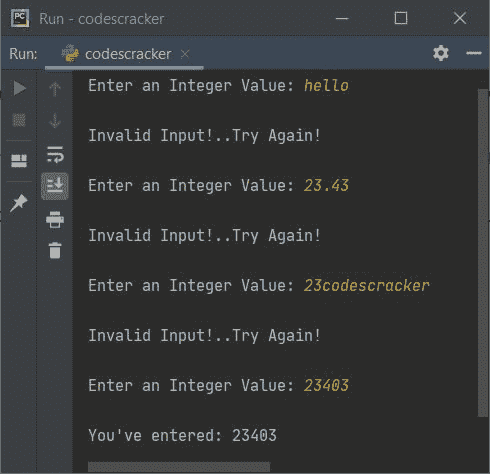 PC Run - codescracker
Run: codescracker
Enter an Integer Value: hello
Invalid Input!..Try Again!
Enter an Integer Value: 23.43
Invalid Input!..Try Again!
Enter an Integer Value: 23codescracker
Invalid Input!..Try Again!
Enter an Integer Value: 23403
You've entered: 23403